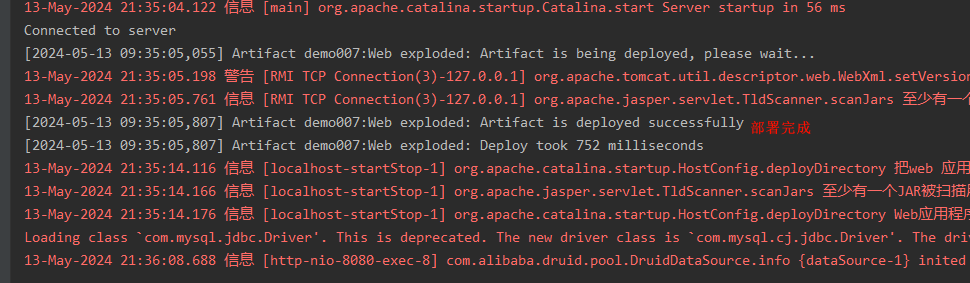 13-May-2024 21:35:04.122 信息 [main] org.apache.catalina.startup.Catalina.start Server startup in 56 ms
Connected to server
[2024-05-13 09:35:05,055] Artifact demo007:Web exploded: Artifact is being deployed, please wait...
13-May-2024 21:35:05.198 警告 [RMI TCP Connection(3)-127.0.0.1] org.apache.tomcat.util.descriptor.web.WebXml.setVersion
13-May-2024 21:35:05.761 信息 [RMI TCP Connection(3)-127.0.0.1] org.apache.jasper.servlet.TldScanner.scanJars 至少有一个
[2024-05-13 09:35:05,807] Artifact demo007:Web exploded: Artifact is deployed successfully 部署完成
[2024-05-13 09:35:05,807] Artifact demo007:Web exploded: Deploy took 752 milliseconds
13-May-2024 21:35:14.116 信息 [localhost-startStop-1] org.apache.catalina.startup.HostConfig.deployDirectory 把web 应用
13-May-2024 21:35:14.166 信息 [localhost-startStop-1] org.apache.jasper.servlet.TldScanner.scanJars 至少有一个JAR被扫描
13-May-2024 21:35:14.176 信息 [localhost-startStop-1] org.apache.catalina.startup.HostConfig.deployDirectory Web应用程序
Loading class `com.mysql.jdbc.Driver'. This is deprecated. The new driver class is `com.mysql.cj.jdbc.Driver'. The dri
13-May-2024 21:36:08.688 信息 [http-nio-8080-exec-8] com.alibaba.druid.pool.DruidDataSource.info {dataSource-1} inited